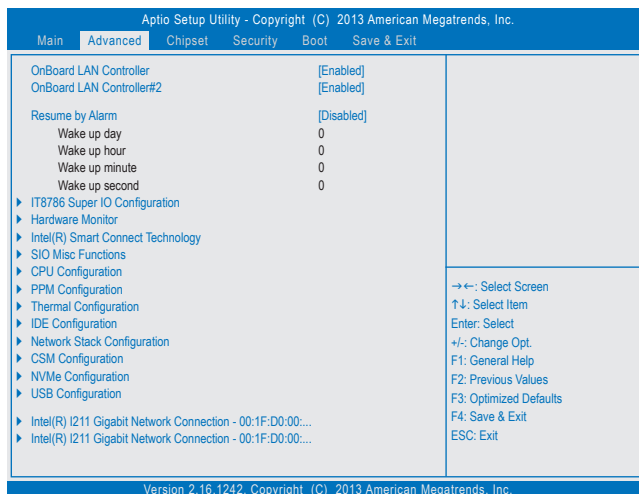 Aptio Setup Utility - Copyright (C) 2013 American Megatrends, Inc.
Main Advanced Chipset Security Boot Save & Exit
OnBoard LAN Controller [Enabled]
OnBoard LAN Controller#2 [Enabled]
Resume by Alarm [Disabled]
Wake up day 0
Wake up hour 0
Wake up minute 0
Wake up second 0
IT8786 Super IO Configuration
Hardware Monitor
Intel(R) Smart Connect Technology
SIO Misc Functions
CPU Configuration
PPM Configuration
Thermal Configuration
IDE Configuration
Network Stack Configuration
CSM Configuration
NVMe Configuration
USB Configuration
Intel(R) I211 Gigabit Network Connection - 00:1F:D0:00:...
Intel(R) I211 Gigabit Network Connection - 00:1F:D0:00:...
→←: Select Screen
↑↓: Select Item
Enter: Select
+/-: Change Opt.
F1: General Help
F2: Previous Values
F3: Optimized Defaults
F4: Save & Exit
ESC: Exit
Version 2.16.1242. Copyright (C) 2013 American Megatrends, Inc.